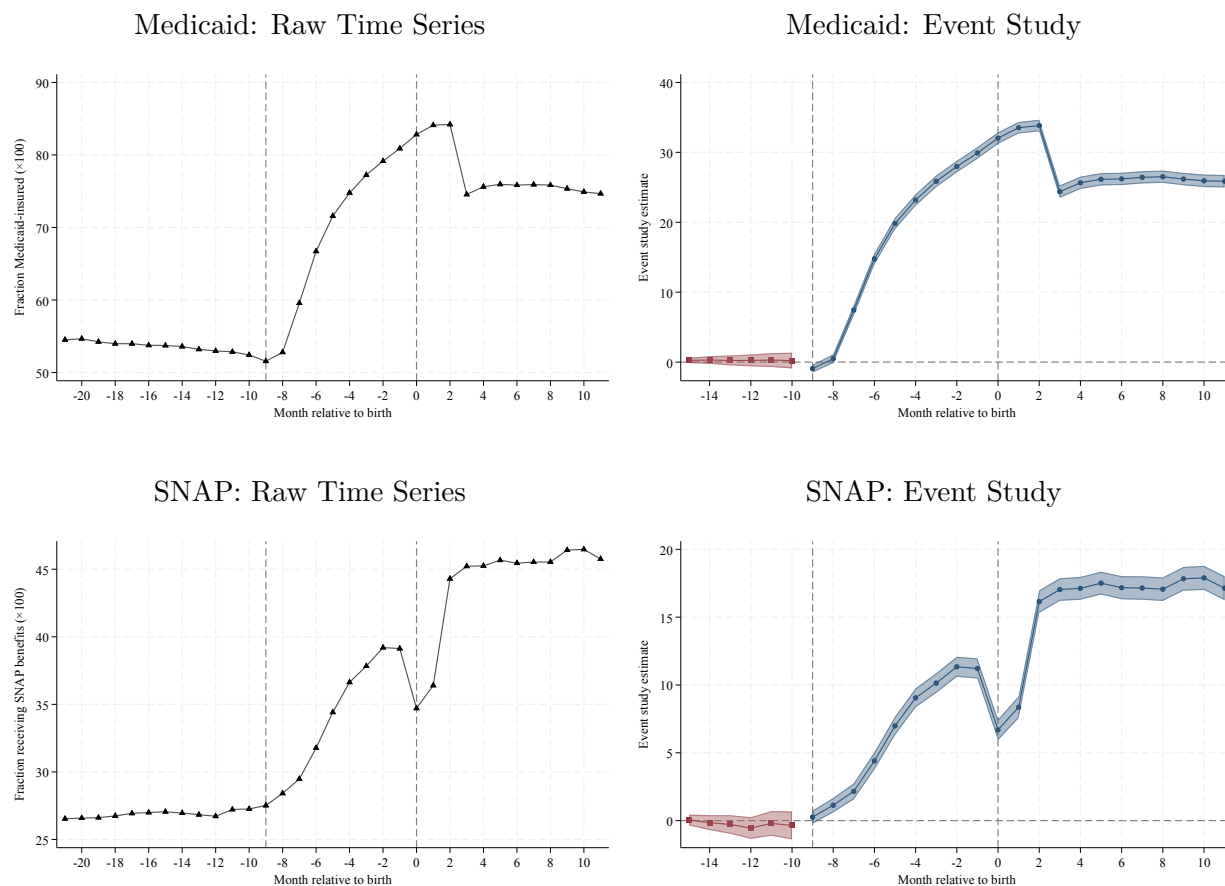 Medicaid: Raw Time Series
90
80
70
60
50
Fraction Medicaid-insured (×100)
-20 -18 -16 -14 -12 -10 -8 -6 -4 -2 0 2 4 6 8 10
Month relative to birth
Medicaid: Event Study
40
30
20
10
0
Event study estimate
-14 -12 -10 -8 -6 -4 -2 0 2 4 6 8 10
Month relative to birth
SNAP: Raw Time Series
45
40
35
30
25
Fraction receiving SNAP benefits (×100)
-20 -18 -16 -14 -12 -10 -8 -6 -4 -2 0 2 4 6 8 10
Month relative to birth
SNAP: Event Study
20
15
10
5
0
Event study estimate
-14 -12 -10 -8 -6 -4 -2 0 2 4 6 8 10
Month relative to birth